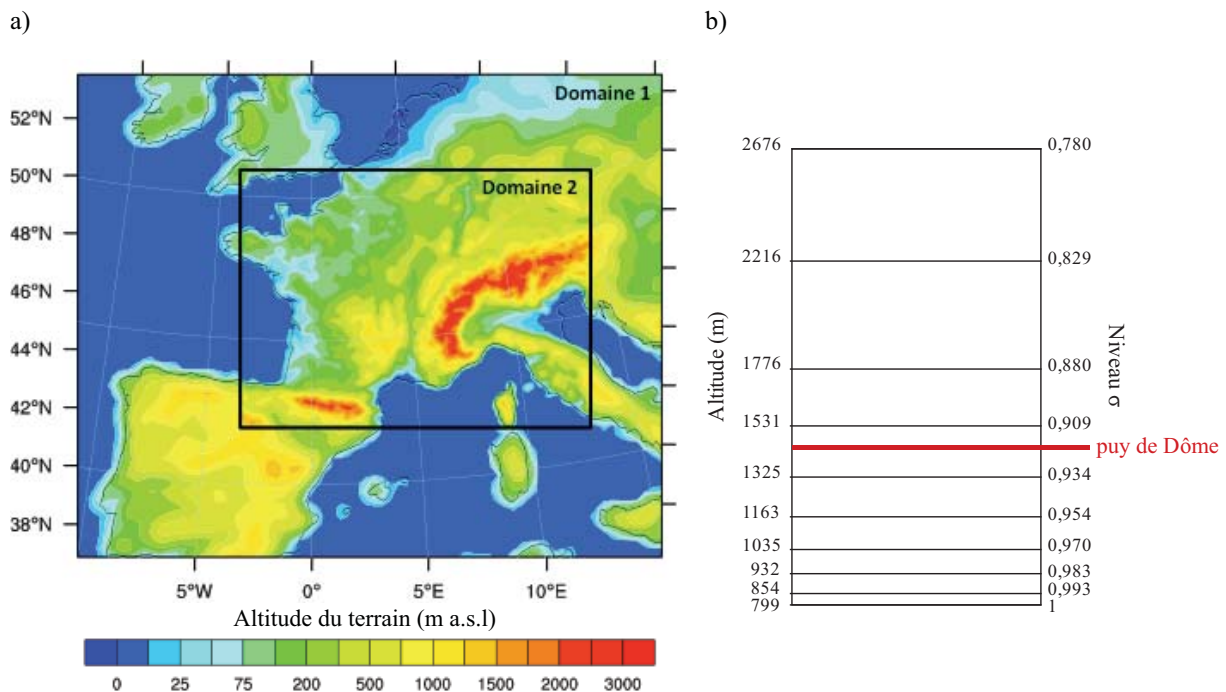 a)
Domaine 1
Domaine 2
52°N
50°N
48°N
46°N
44°N
42°N
40°N
38°N
5°W
0°
5°E
10°E
Altitude du terrain (m a.s.l)
0 25 75 200 500 1000 1500 2000 3000
b)
Altitude (m)
2676
2216
1776
1531
1325
1163
1035
932
854
799
0,780
0,829
0,880
0,909
0,934
0,954
0,970
0,983
0,993
1
Niveau σ
puy de Dôme